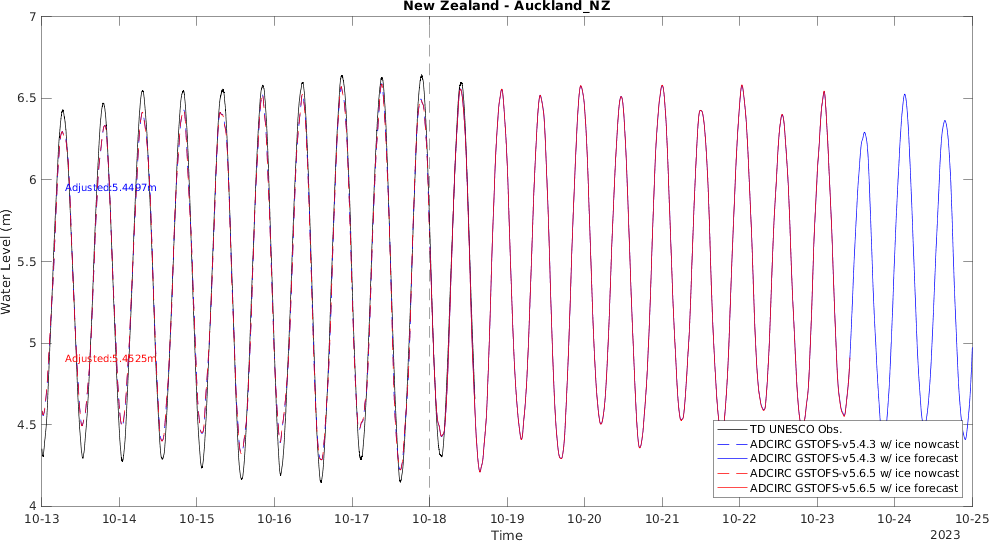 New Zealand - Auckland_NZ
7
6.5
6
5.5
5
4.5
4
Water Level (m)
Adjusted:5.4497m
Adjusted:5.4525m
TD UNESCO Obs.
ADCIRC GSTOFS-v5.4.3 w/ ice nowcast
ADCIRC GSTOFS-v5.4.3 w/ ice forecast
ADCIRC GSTOFS-v5.6.5 w/ ice nowcast
ADCIRC GSTOFS-v5.6.5 w/ ice forecast
10-13 10-14 10-15 10-16 10-17 10-18 10-19 10-20 10-21 10-22 10-23 10-24 10-25
Time
2023